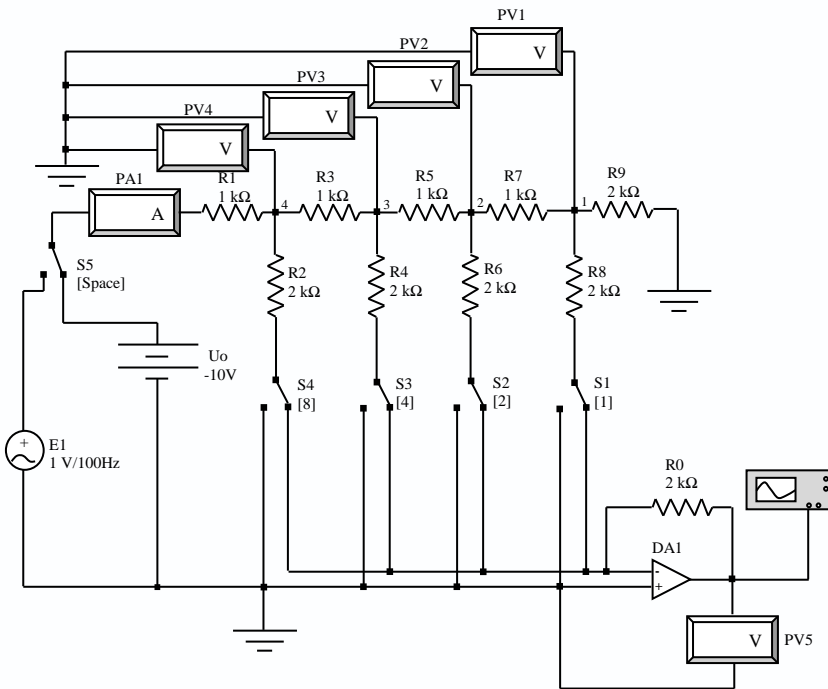 PV1
V
PV2
V
PV3
V
PV4
V
PA1
A
R1
1 kΩ
4
R3
1 kΩ
3
R5
1 kΩ
2
R7
1 kΩ
1
R9
2 kΩ
S5
[Space]
R2
2 kΩ
R4
2 kΩ
R6
2 kΩ
R8
2 kΩ
Uo
-10V
S4
[8]
S3
[4]
S2
[2]
S1
[1]
+
E1
1 V/100Hz
R0
2 kΩ
DA1
-
+
V
PV5